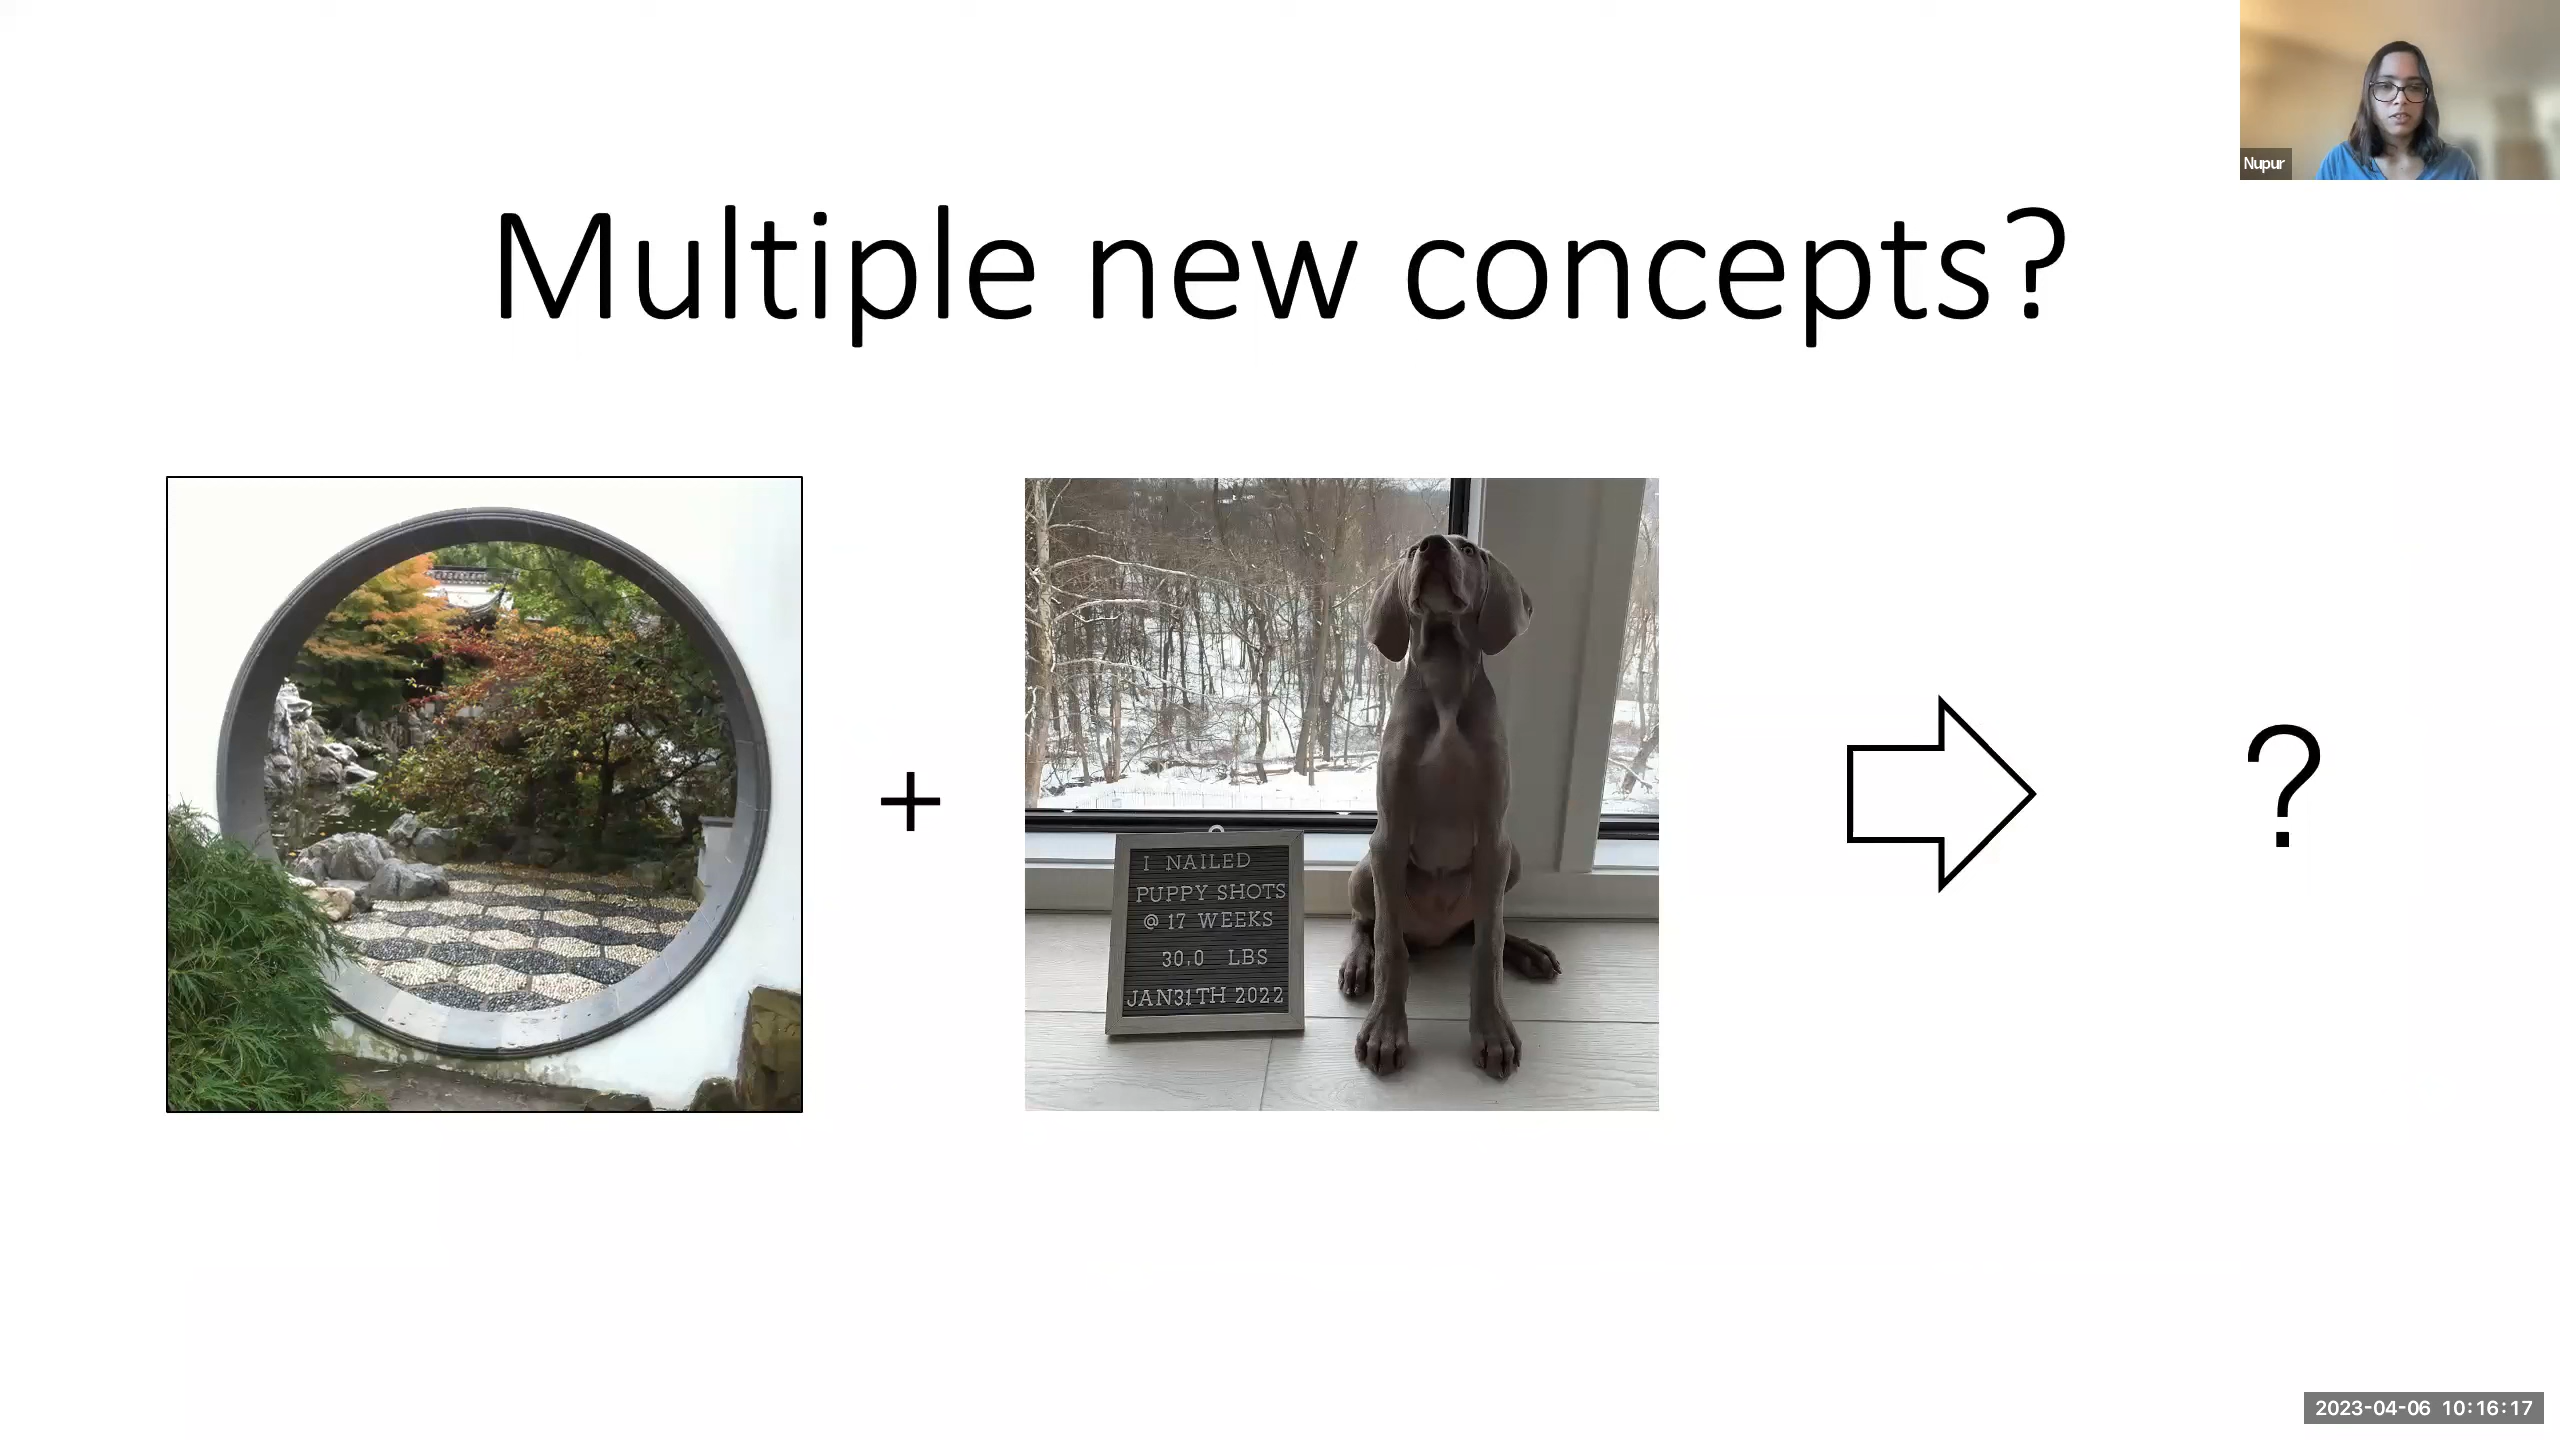 Nupur
Multiple new concepts?
+
?
I NAILED
PUPPY SHOTS
@ 17 WEEKS
30.0 LBS
JAN31TH 2022
2023-04-06 10:16:17